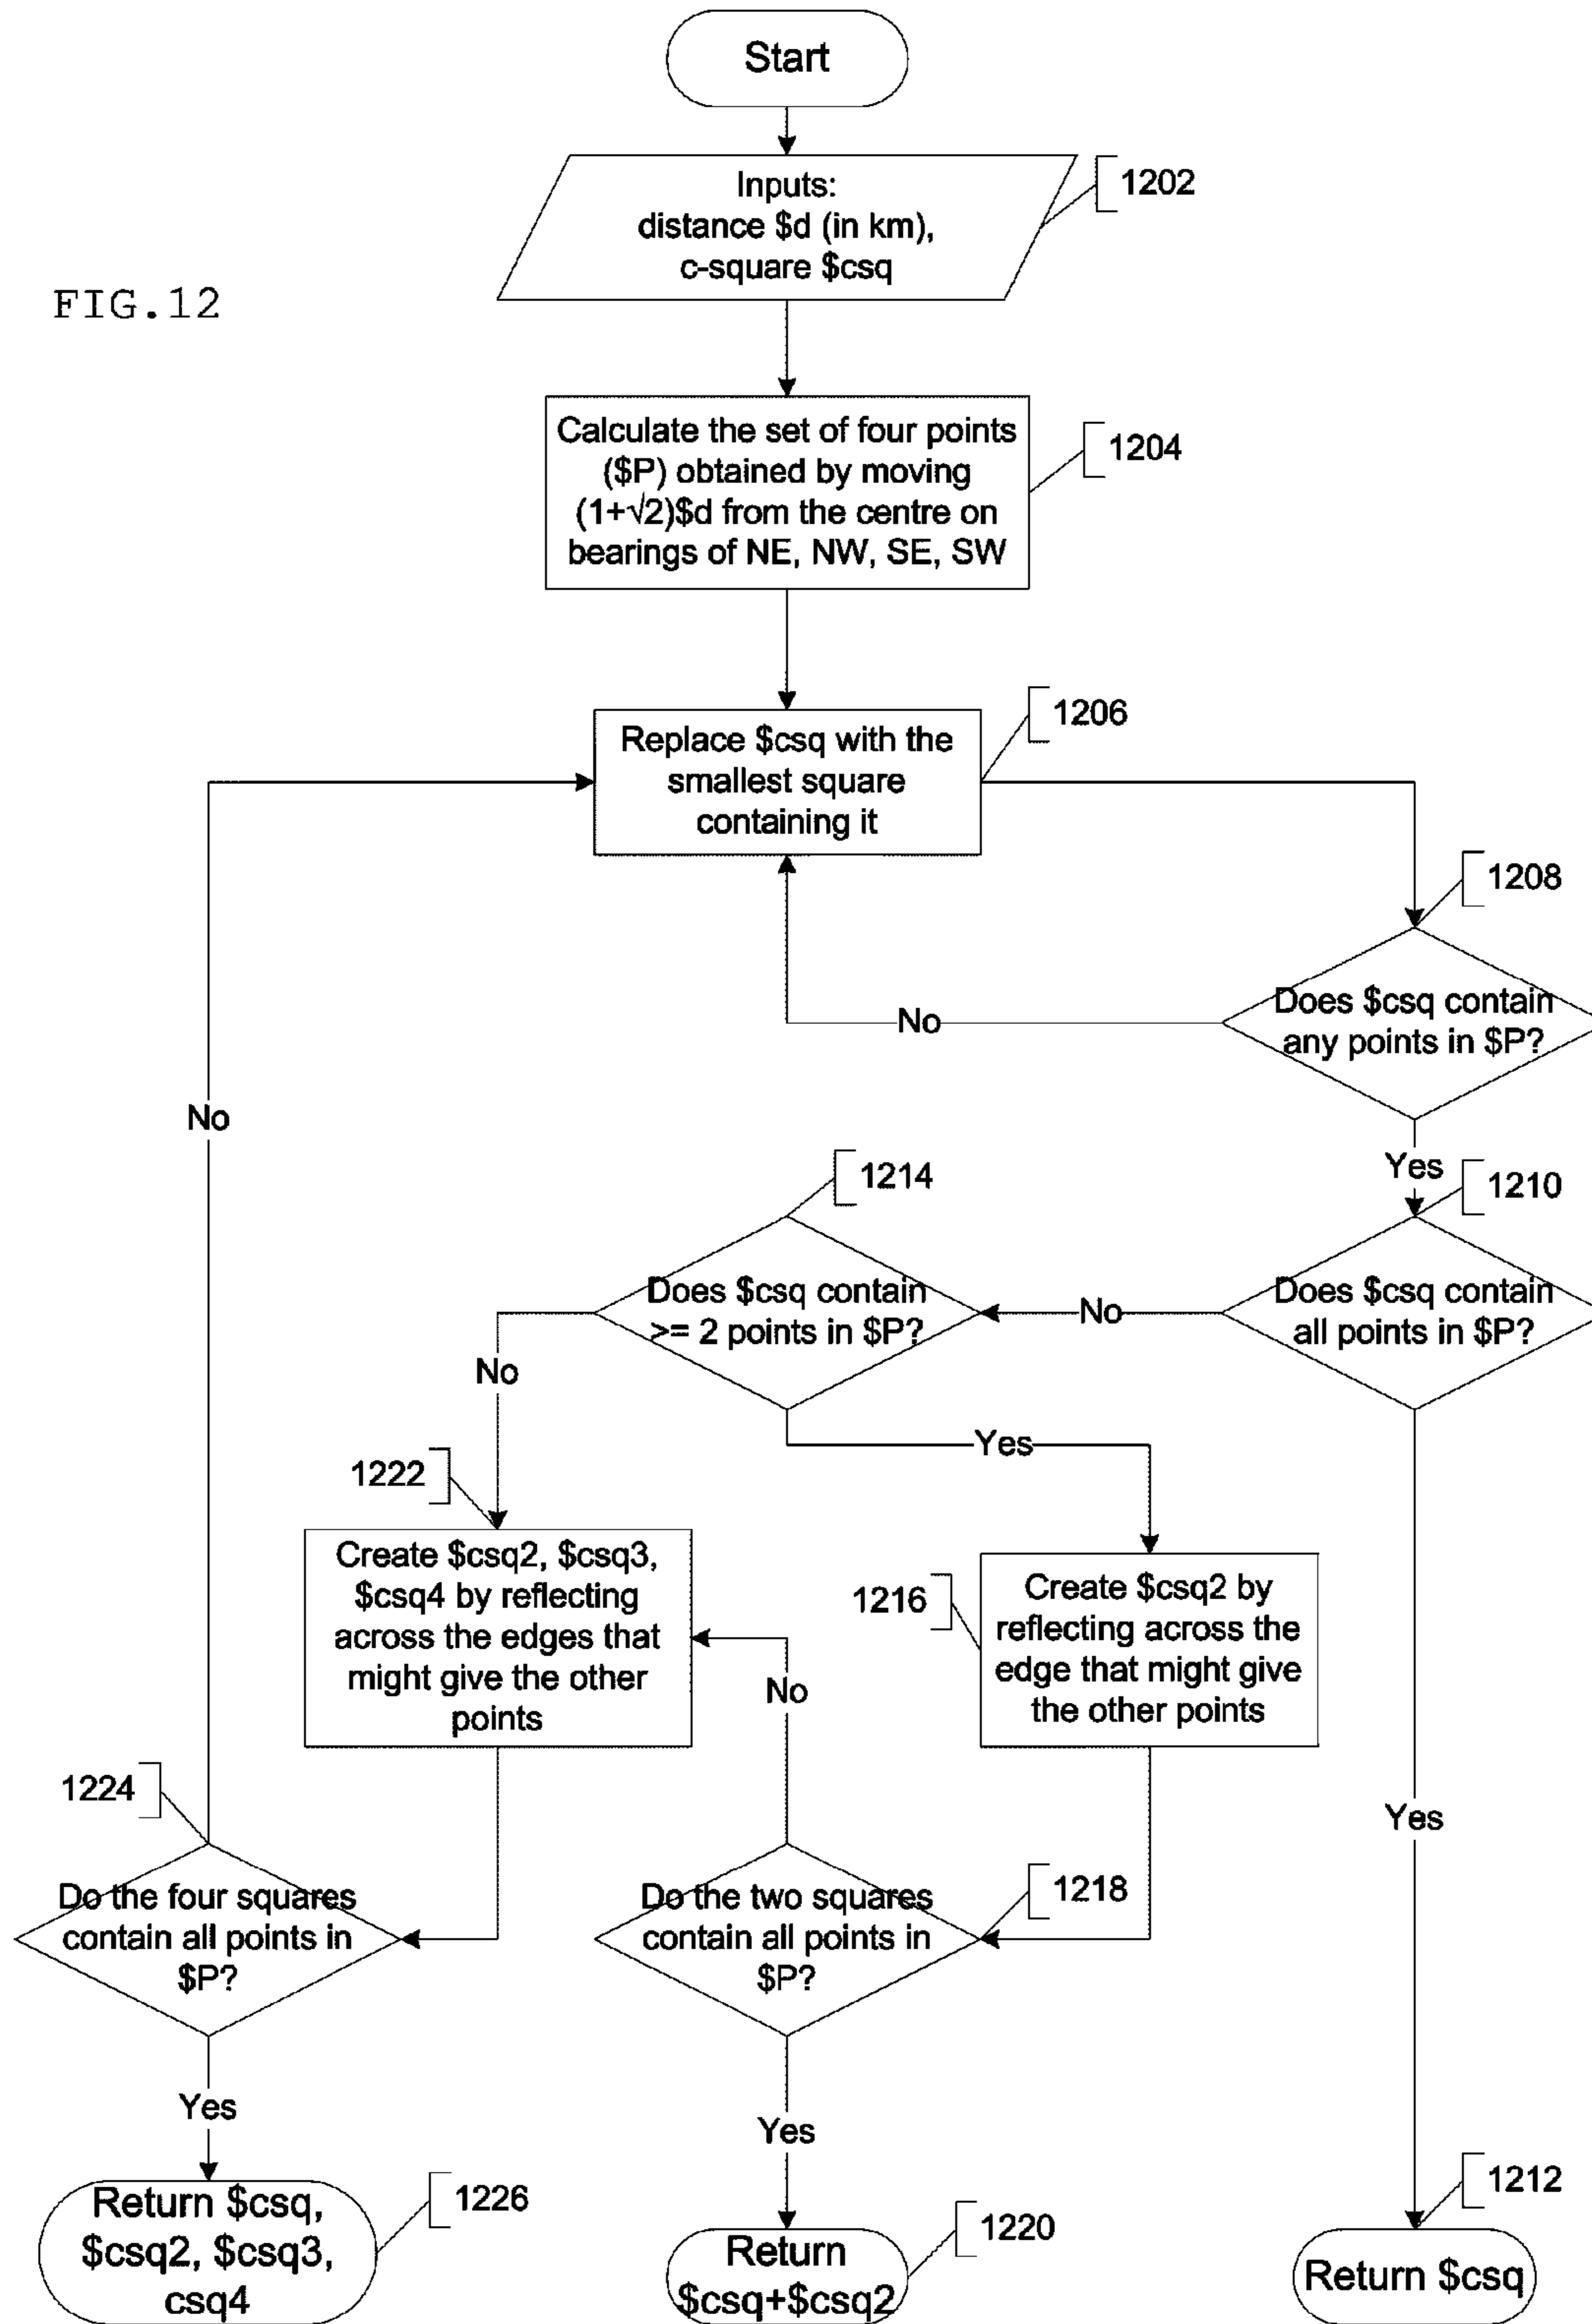 Start
Inputs:
distance $d (in km),
c-square $csq
1202
FIG.12
Calculate the set of four points
($P) obtained by moving
(1+√2)$d from the centre on
bearings of NE, NW, SE, SW
1204
Replace $csq with the
smallest square
containing it
1206
1208
Does $csq contain
any points in $P?
No
No
Yes
1210
1214
Does $csq contain
>= 2 points in $P?
No
Does $csq contain
all points in $P?
No
Yes
1222
Create $csq2, $csq3,
$csq4 by reflecting
across the edges that
might give the other
points
1216
Create $csq2 by
reflecting across the
edge that might give
the other points
No
1224
Yes
Do the four squares
contain all points in
$P?
Do the two squares
contain all points in
$P?
1218
Yes
Yes
Return $csq,
$csq2, $csq3,
csq4
1226
Return
$csq+$csq2
1220
1212
Return $csq